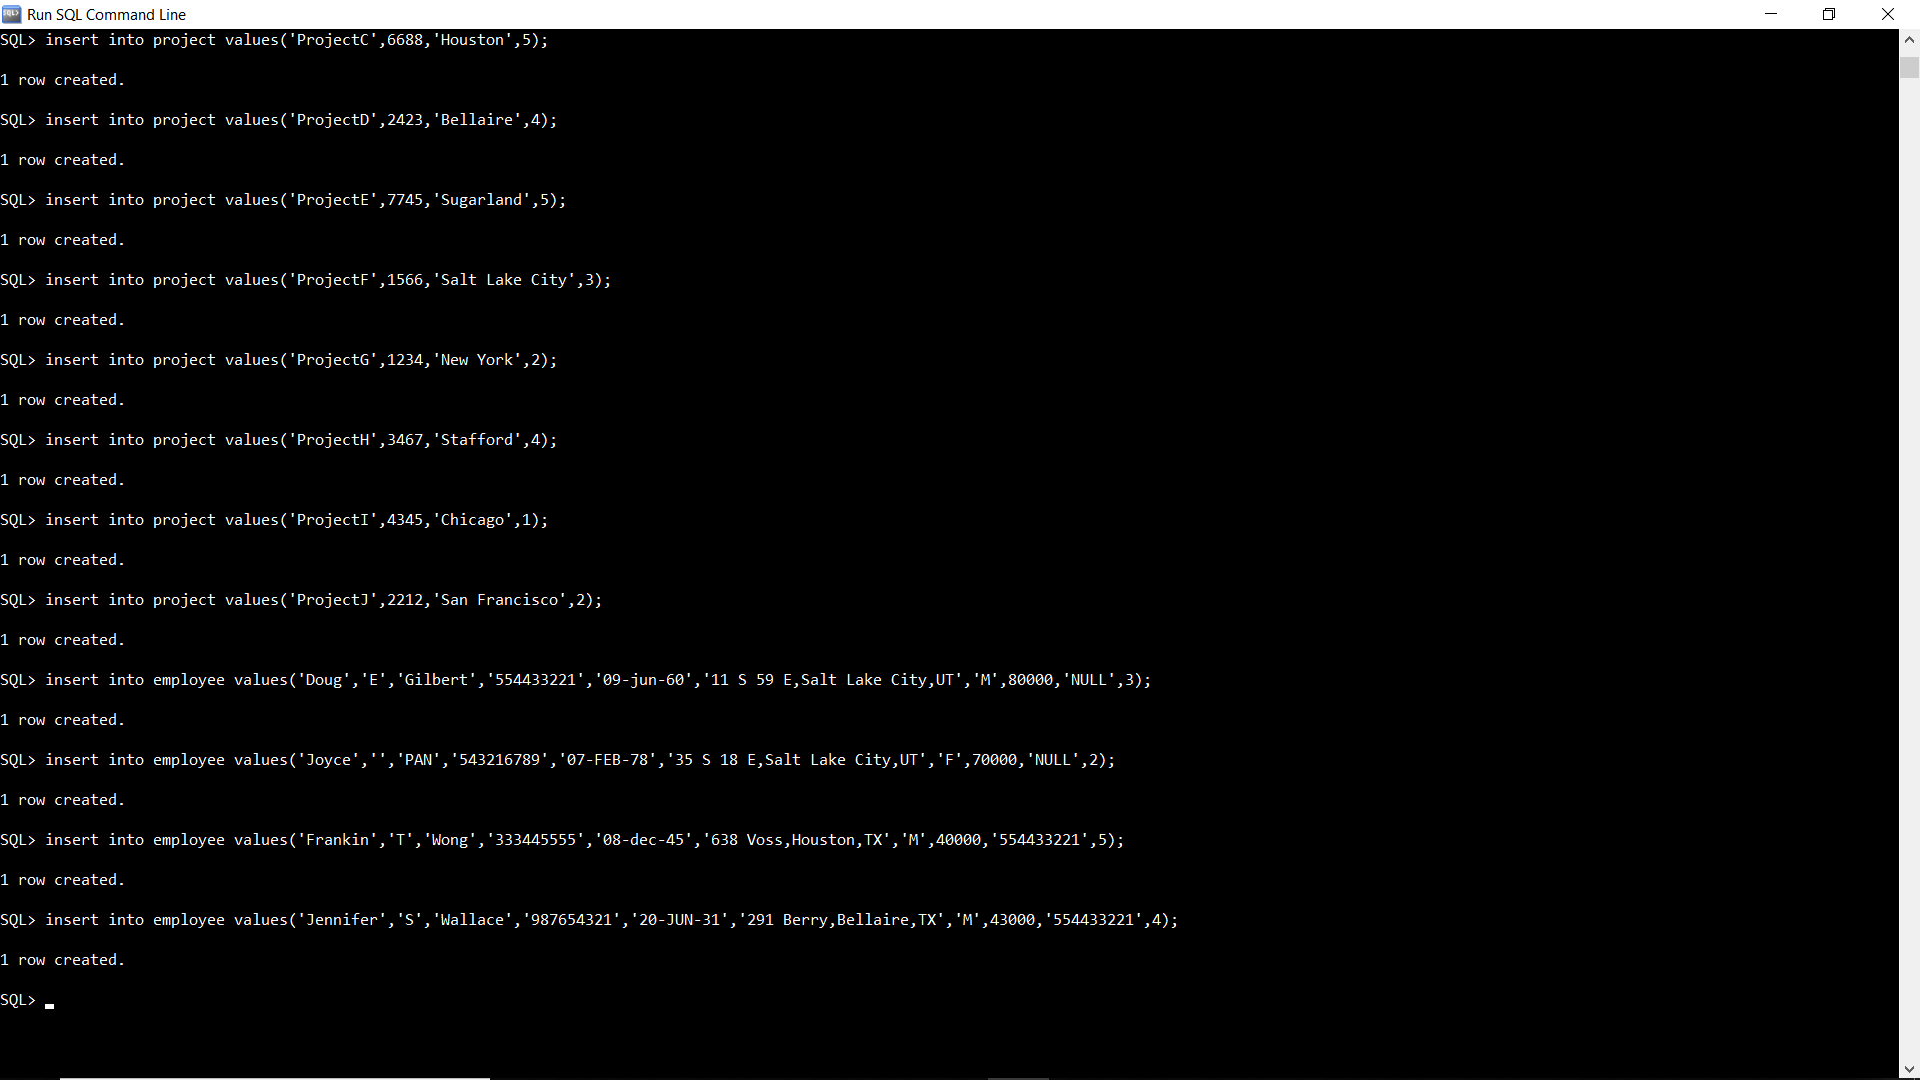 Run SQL Command Line
SQL> insert into project values('ProjectC',6688,'Houston',5);
1 row created.
SQL> insert into project values('ProjectD',2423,'Bellaire',4);
1 row created.
SQL> insert into project values('ProjectE',7745,'Sugarland',5);
1 row created.
SQL> insert into project values('ProjectF',1566,'Salt Lake City',3);
1 row created.
SQL> insert into project values('ProjectG',1234,'New York',2);
1 row created.
SQL> insert into project values('ProjectH',3467,'Stafford',4);
1 row created.
SQL> insert into project values('ProjectI',4345,'Chicago',1);
1 row created.
SQL> insert into project values('ProjectJ',2212,'San Francisco',2);
1 row created.
SQL> insert into employee values('Doug','E','Gilbert','554433221','09-jun-60','11 S 59 E,Salt Lake City,UT','M',80000,'NULL',3);
1 row created.
SQL> insert into employee values('Joyce','','PAN','543216789','07-FEB-78','35 S 18 E,Salt Lake City,UT','F',70000,'NULL',2);
1 row created.
SQL> insert into employee values('Frankin','T','Wong','333445555','08-dec-45','638 Voss,Houston,TX','M',40000,'554433221',5);
1 row created.
SQL> insert into employee values('Jennifer','S','Wallace','987654321','20-JUN-31','291 Berry,Bellaire,TX','M',43000,'554433221',4);
1 row created.
SQL>